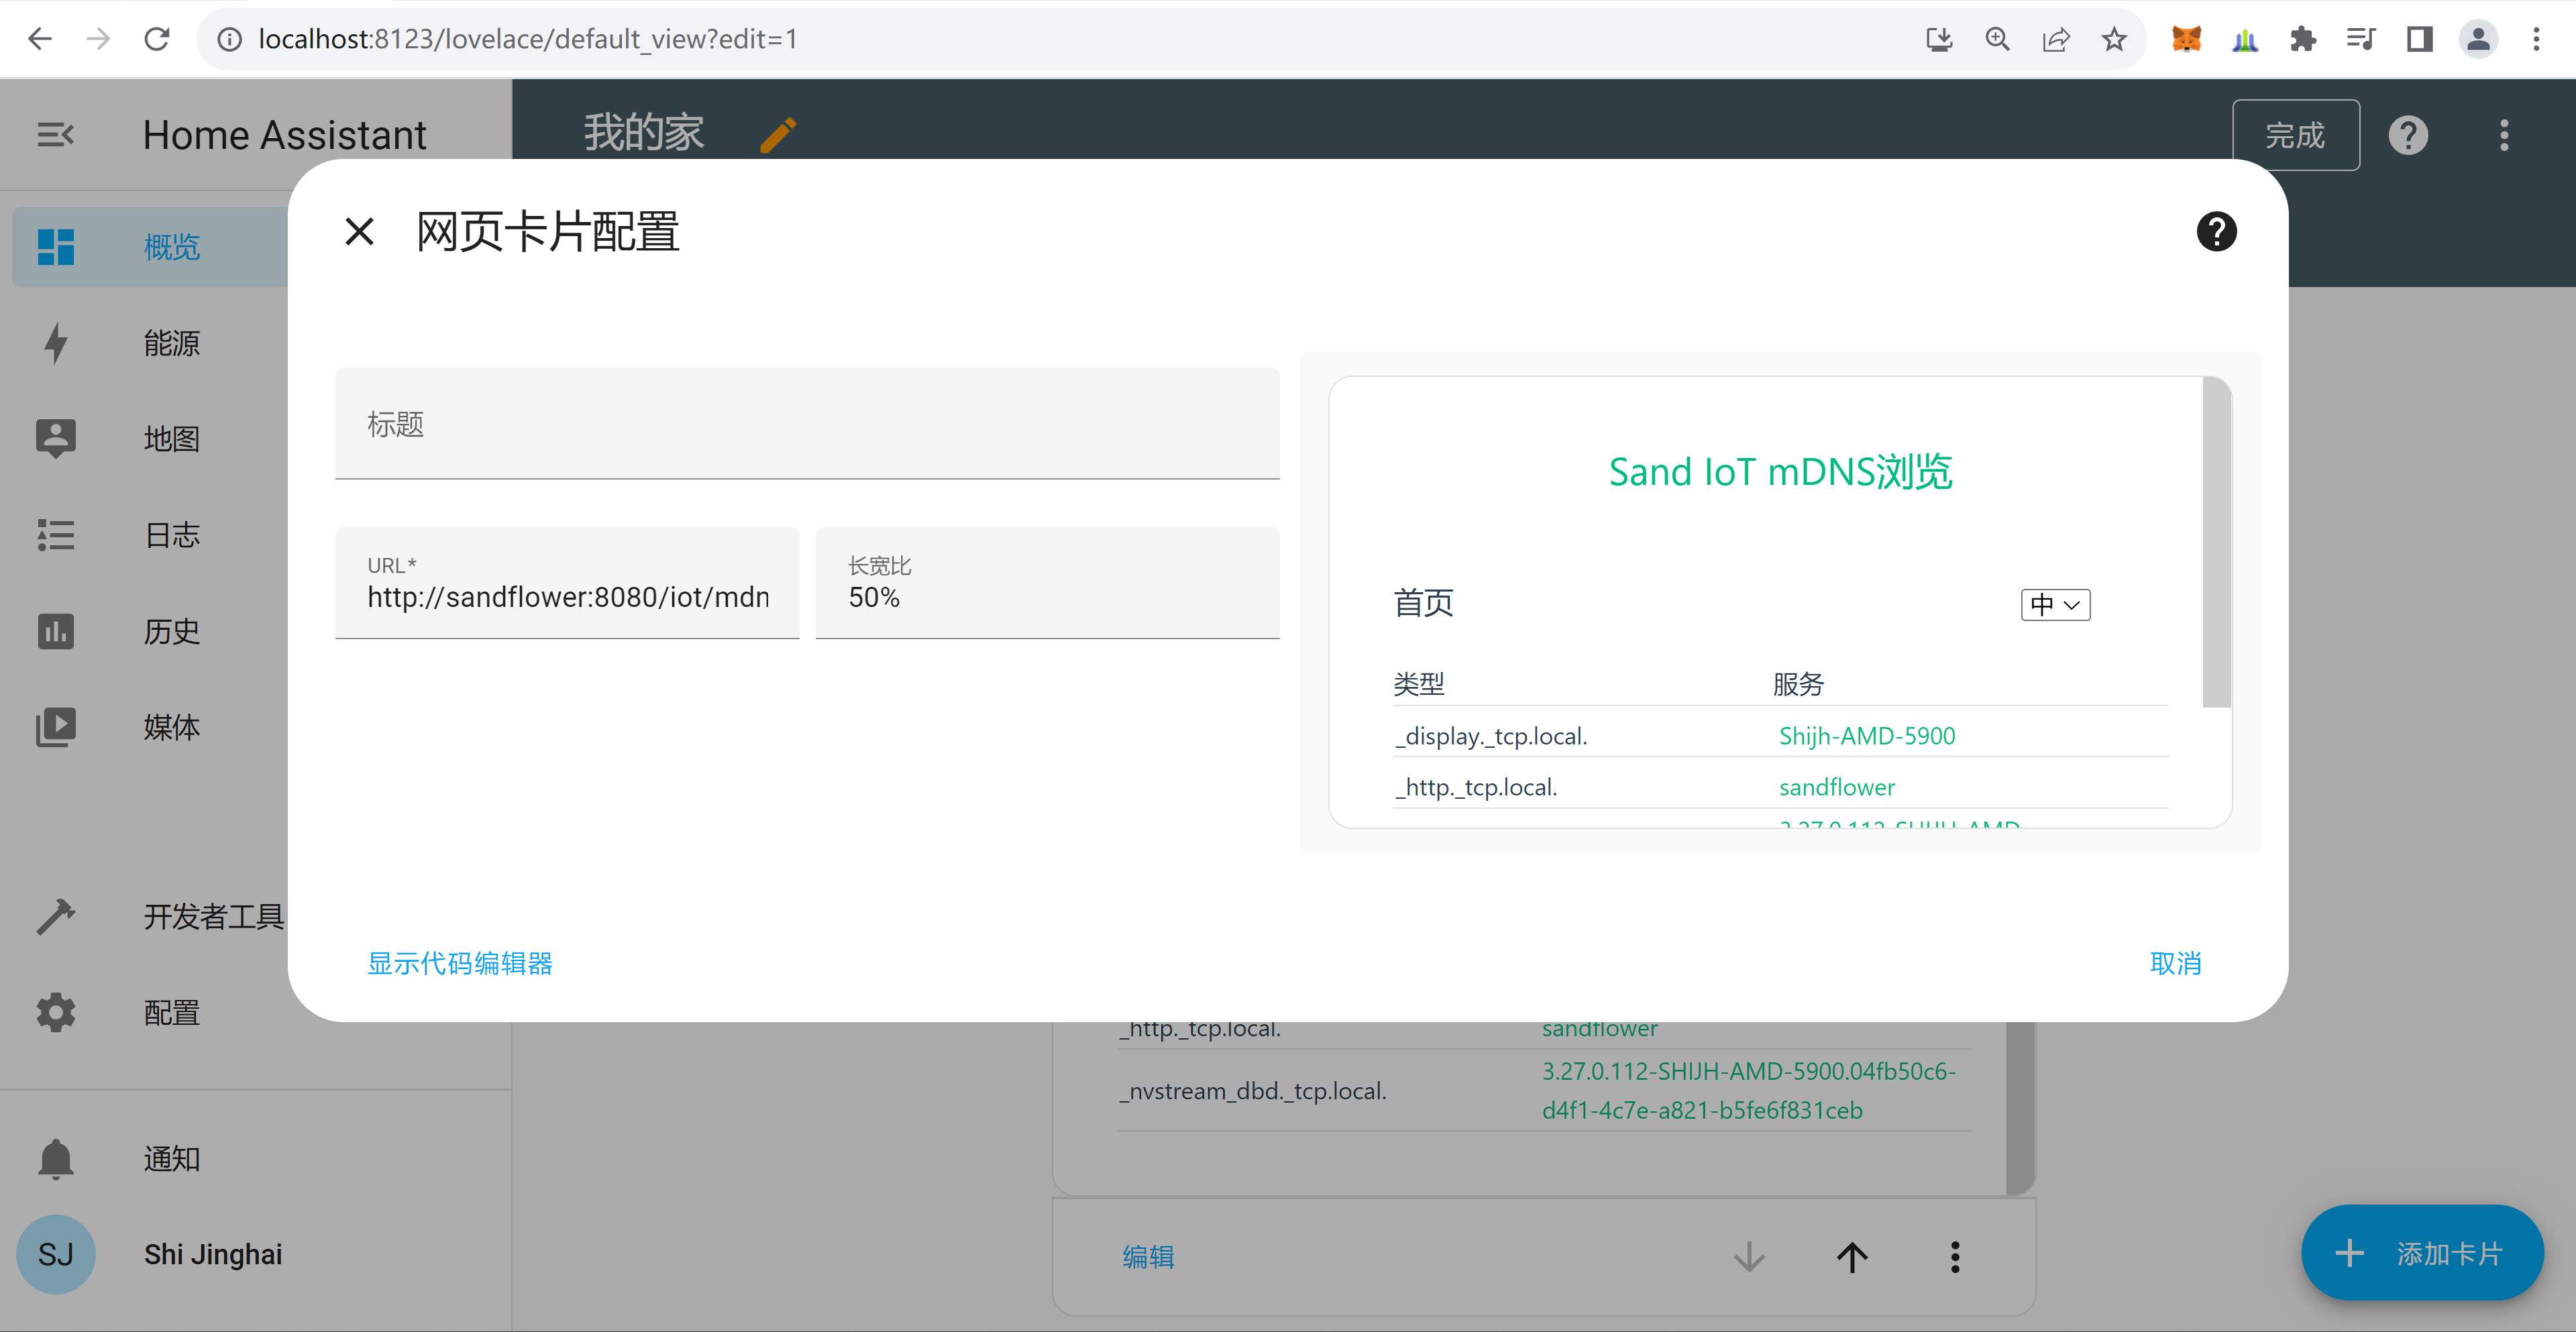 localhost:8123/lovelace/default_view?edit=1
Home Assistant
我的家
完成
概览
能源
地图
日志
历史
媒体
开发者工具
配置
通知
SJ
Shi Jinghai
网页卡片配置
标题
URL*
http://sandflower:8080/iot/mdn
长宽比
50%
Sand IoT mDNS浏览
首页
中
类型 服务
_display._tcp.local. Shijh-AMD-5900
_http._tcp.local. sandflower
3.27.0.112-SHIJH-AMD-
显示代码编辑器
取消
_http._tcp.local. sandflower
_nvstream_dbd._tcp.local. 3.27.0.112-SHIJH-AMD-5900.04fb50c6-
d4f1-4c7e-a821-b5fe6f831ceb
编辑
添加卡片